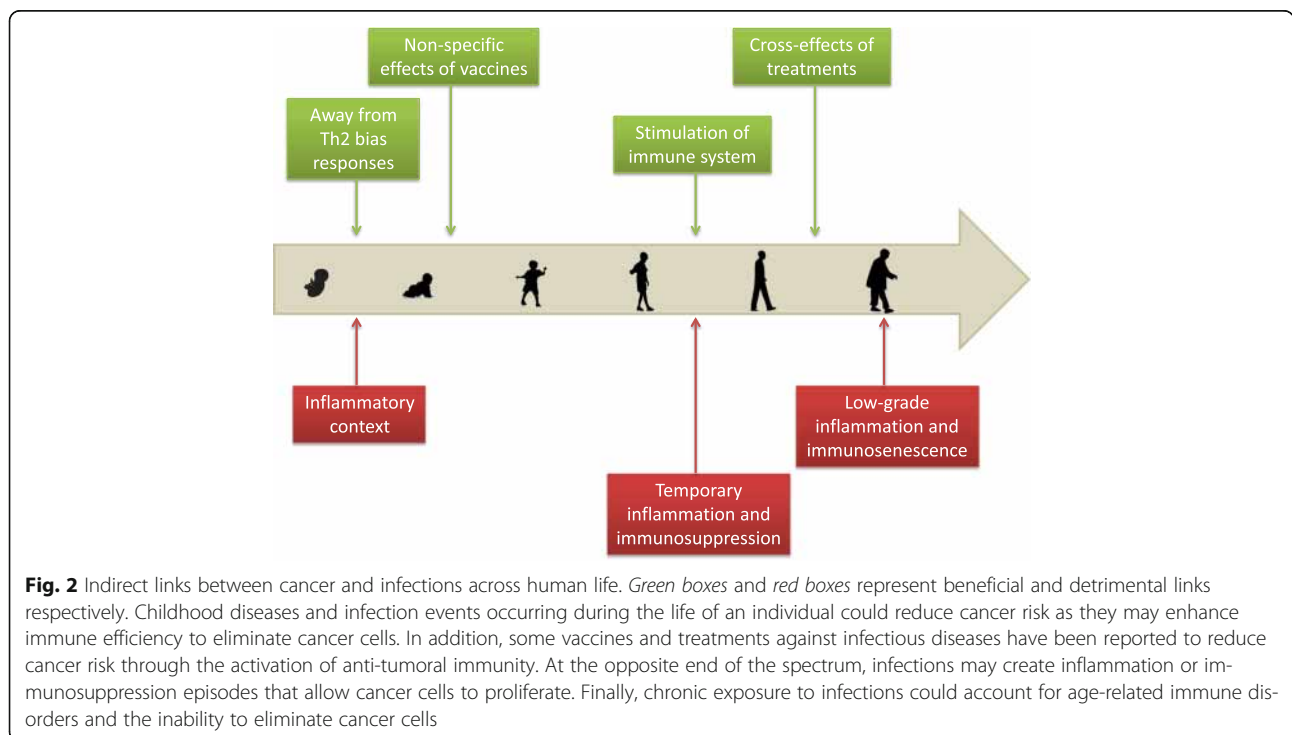 Non-specific
effects of vaccines
Cross-effects of
treatments
Away from
Th2 bias
responses
Stimulation of
immune system
Inflammatory
context
Low-grade
inflammation and
immunosenescence
Temporary
inflammation and
immunosuppression
Fig. 2 Indirect links between cancer and infections across human life. Green boxes and red boxes represent beneficial and detrimental links
respectively. Childhood diseases and infection events occurring during the life of an individual could reduce cancer risk as they may enhance
immune efficiency to eliminate cancer cells. In addition, some vaccines and treatments against infectious diseases have been reported to reduce
cancer risk through the activation of anti-tumoral immunity. At the opposite end of the spectrum, infections may create inflammation or im-
munosuppression episodes that allow cancer cells to proliferate. Finally, chronic exposure to infections could account for age-related immune dis-
orders and the inability to eliminate cancer cells